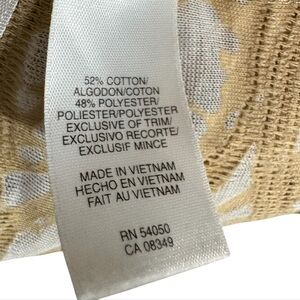 52% COTTON/
ALGODON/COTON
48% POLYESTER/
POLIESTER/POLYESTER
EXCLUSIVE OF TRIM/
EXCLUSIVO RECORTE/
EXCLUSIF MINCE
MADE IN VIETNAM
HECHO EN VIETNAM
FAIT AU VIETNAM
RN 54050
CA 08349